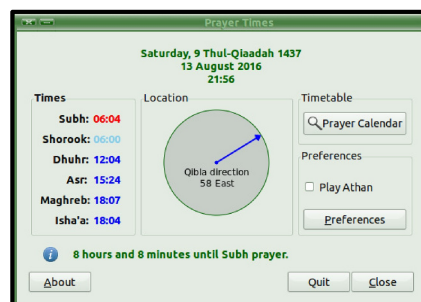 Prayer Times
Saturday, 9 Thul-Qiaadah 1437
13 August 2016
21:56
Times
Subh: 06:04
Shorook: 06:00
Dhuhr: 12:04
Asr: 15:24
Maghreb: 18:07
Isha'a: 18:04
Location
Qibla direction
58 East
Timetable
Prayer Calendar
Preferences
Play Athan
Preferences
8 hours and 8 minutes until Subh prayer.
About
Quit
Close